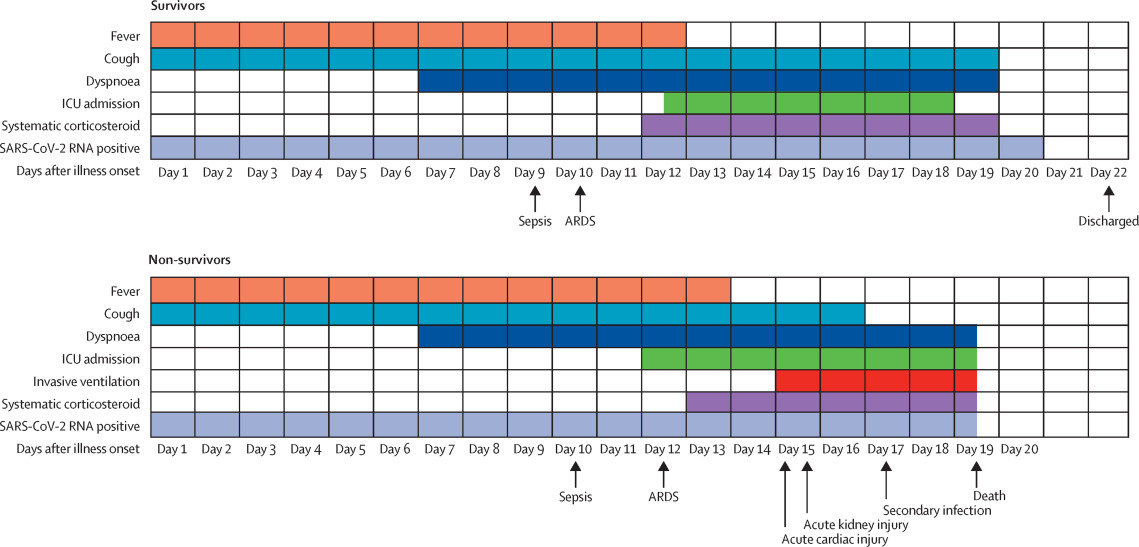 Survivors
Fever
Cough
Dyspnoea
ICU admission
Systematic corticosteroid
SARS-CoV-2 RNA positive
Days after illness onset Day 1 Day 2 Day 3 Day 4 Day 5 Day 6 Day 7 Day 8 Day 9 Day 10 Day 11 Day 12 Day 13 Day 14 Day 15 Day 16 Day 17 Day 18 Day 19 Day 20 Day 21 Day 22
Sepsis ARDS Discharged
Non-survivors
Fever
Cough
Dyspnoea
ICU admission
Invasive ventilation
Systematic corticosteroid
SARS-CoV-2 RNA positive
Days after illness onset Day 1 Day 2 Day 3 Day 4 Day 5 Day 6 Day 7 Day 8 Day 9 Day 10 Day 11 Day 12 Day 13 Day 14 Day 15 Day 16 Day 17 Day 18 Day 19 Day 20
Sepsis ARDS Death
Secondary infection
Acute kidney injury
Acute cardiac injury